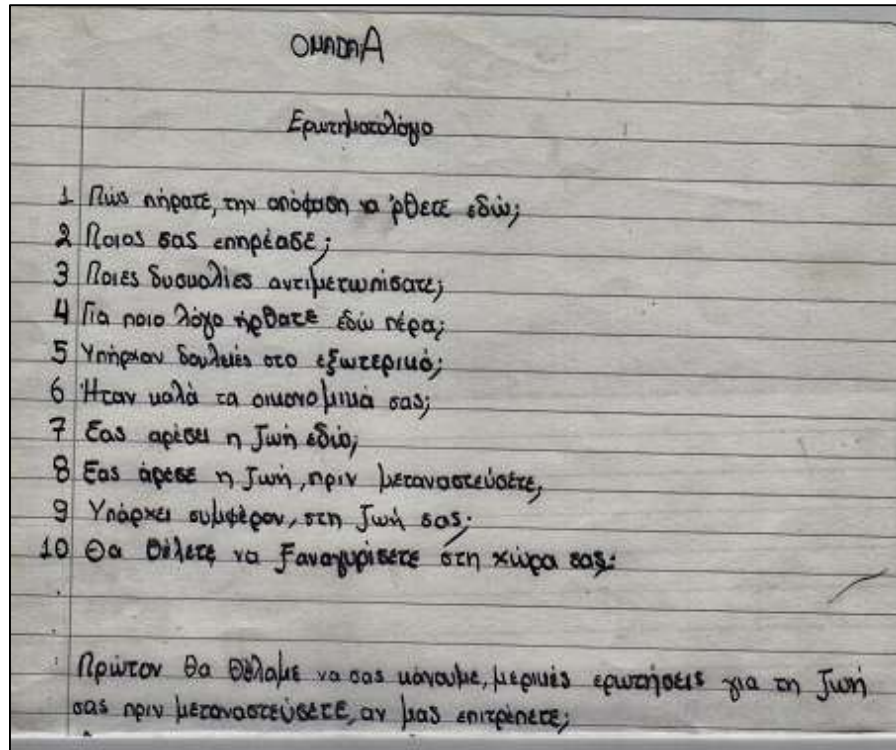 ΟΜΑΔΑ Α
Ερωτηματολόγιο
1 Πώς πήρατε, την απόφαση να 'ρθετε εδώ;
2 Ποιος σας επηρέασε;
3 Ποιες δυσκολίες αντιμετωπίσατε;
4 Για ποιο λόγο ήρθατε εδώ πέρα;
5 Υπήρχαν δουλειές στο εξωτερικό;
6 Ήταν καλά τα οικονομικά σας;
7 Σας αρέσει η ζωή εδώ;
8 Σας άρεσε η ζωή, πριν μεταναστεύσετε;
9 Υπάρχει συμφέρον, στη ζωή σας;
10 Θα θέλετε να ξαναγυρίσετε στη χώρα σας;
Πρώτον θα θέλαμε να σας κάνουμε, μερικές ερωτήσεις για τη ζωή
σας πριν μεταναστεύσετε, αν μας επιτρέπετε;